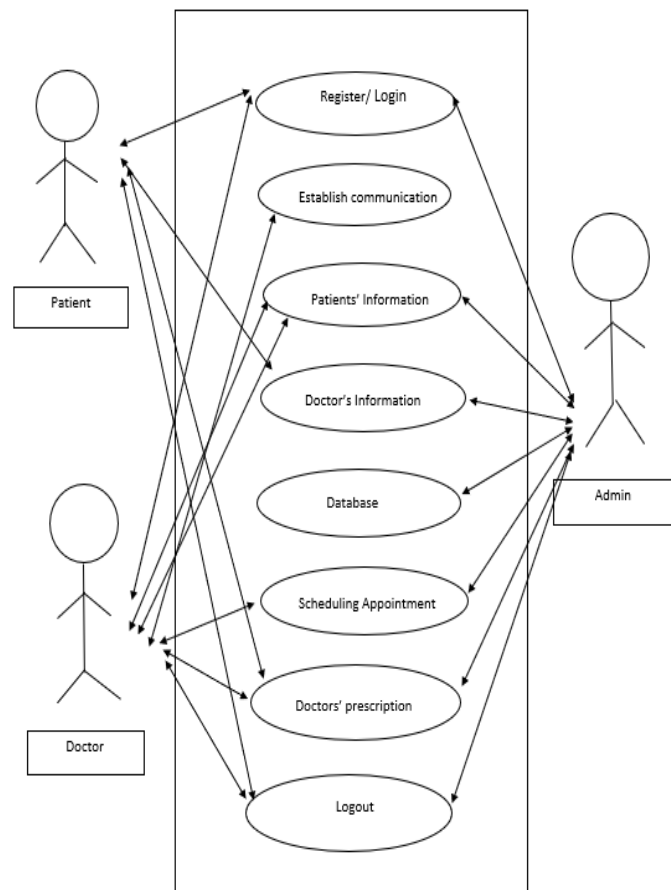 Register/ Login
Establish communication
Patients' Information
Doctor's Information
Database
Scheduling Appointment
Doctors' prescription
Logout
Patient
Doctor
Admin